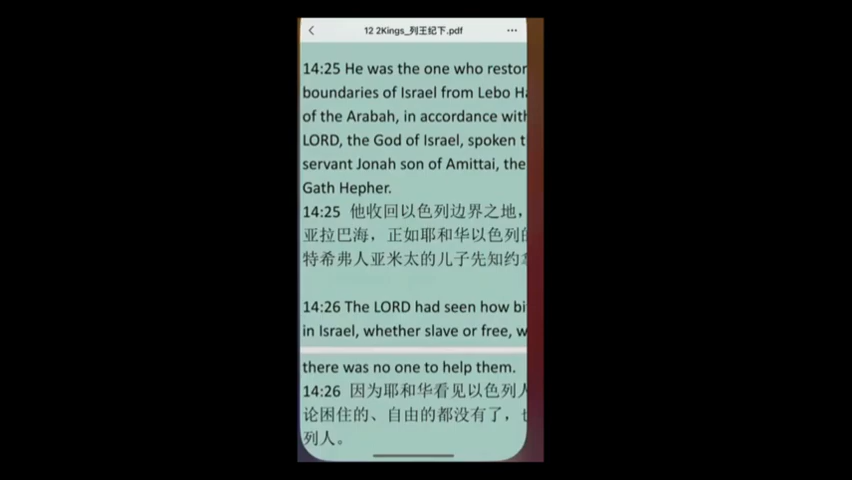 12 2Kings_列王纪下.pdf
14:25 He was the one who restor
boundaries of Israel from Lebo Ha
of the Arabah, in accordance with
LORD, the God of Israel, spoken t
servant Jonah son of Amittai, the
Gath Hepher.
14:25 他收回以色列边界之地，
亚拉巴海，正如耶和华以色列的
特希弗人亚米太的儿子先知约
14:26 The LORD had seen how bi
in Israel, whether slave or free, w
there was no one to help them.
14:26 因为耶和华看见以色列人
论困住的、自由的都没有了，
列人。